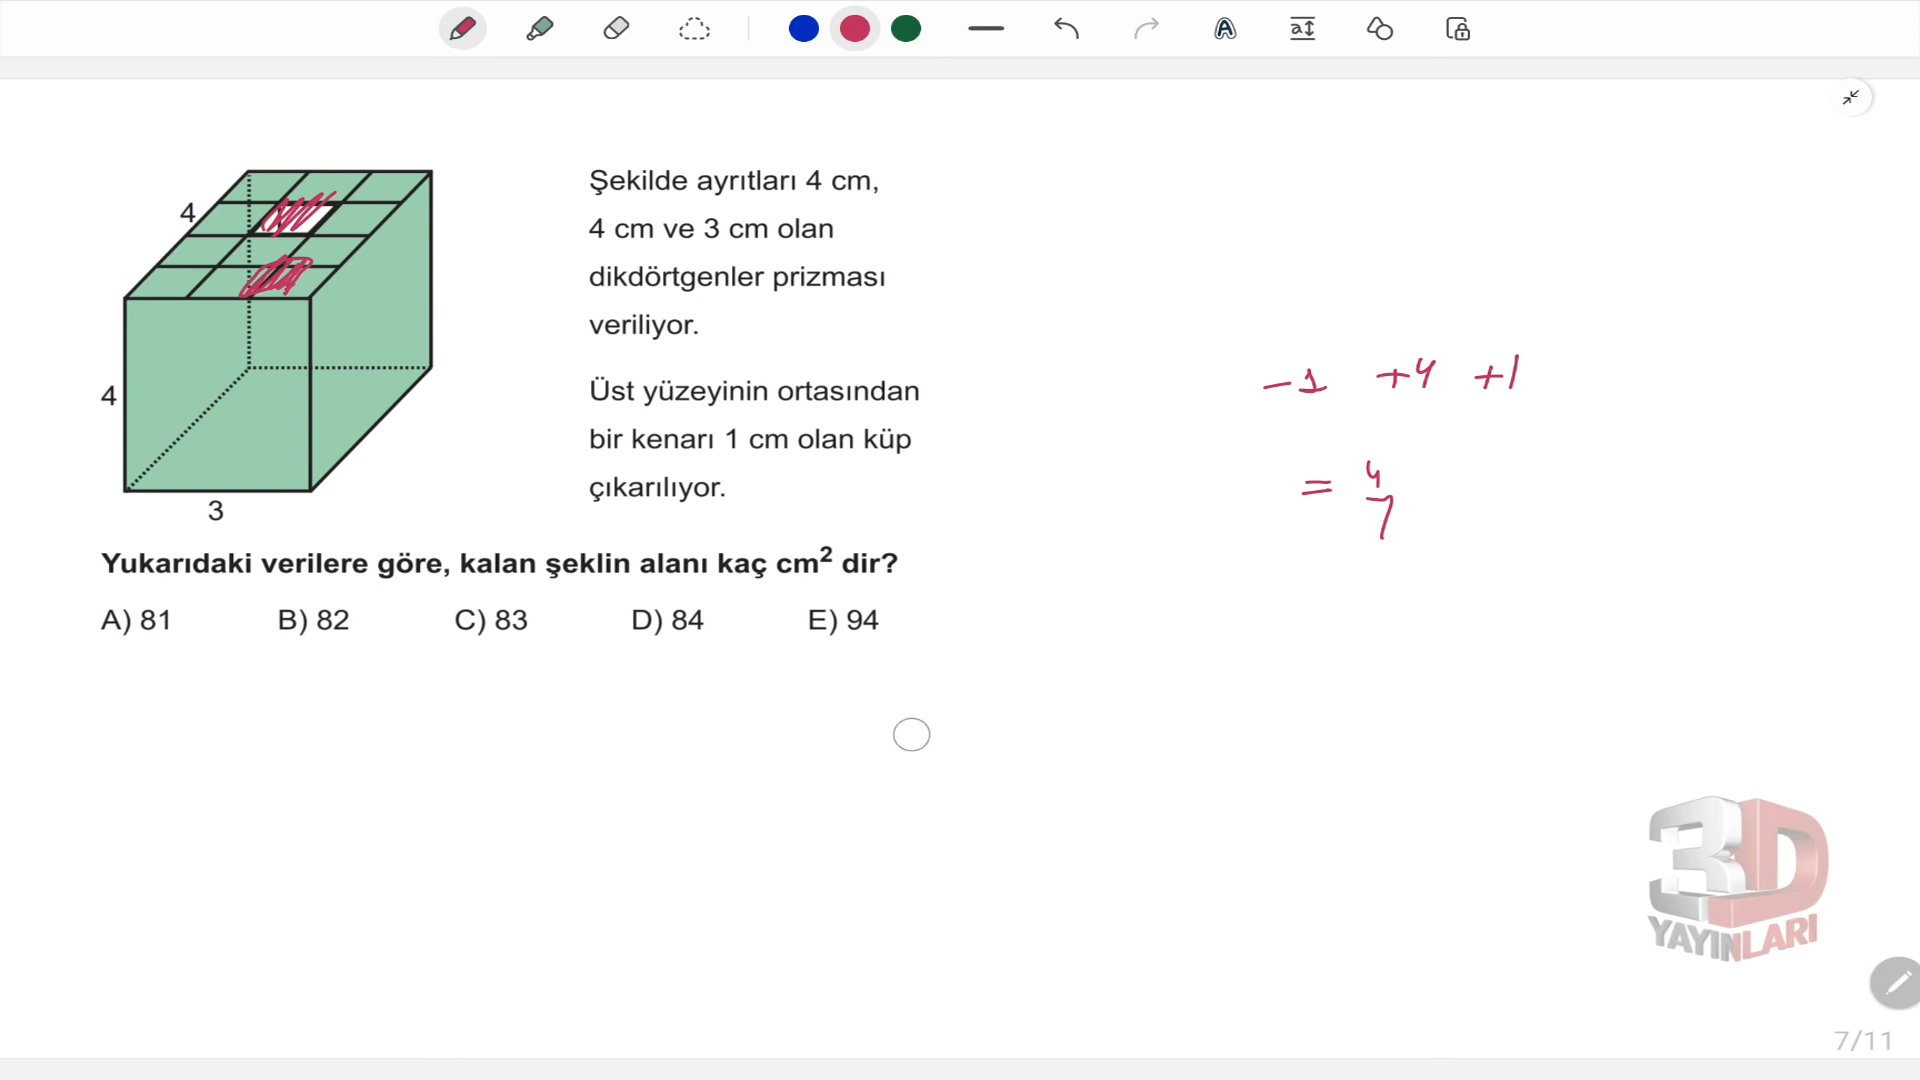 4
4
3
Şekilde ayrıtları 4 cm,
4 cm ve 3 cm olan
dikdörtgenler prizması
veriliyor.
Üst yüzeyinin ortasından
bir kenarı 1 cm olan küp
çıkarılıyor.
-1 +4 +1
= 4
Yukarıdaki verilere göre, kalan şeklin alanı kaç cm² dir?
A) 81 B) 82 C) 83 D) 84 E) 94
3D
YAYINLARI
7/11